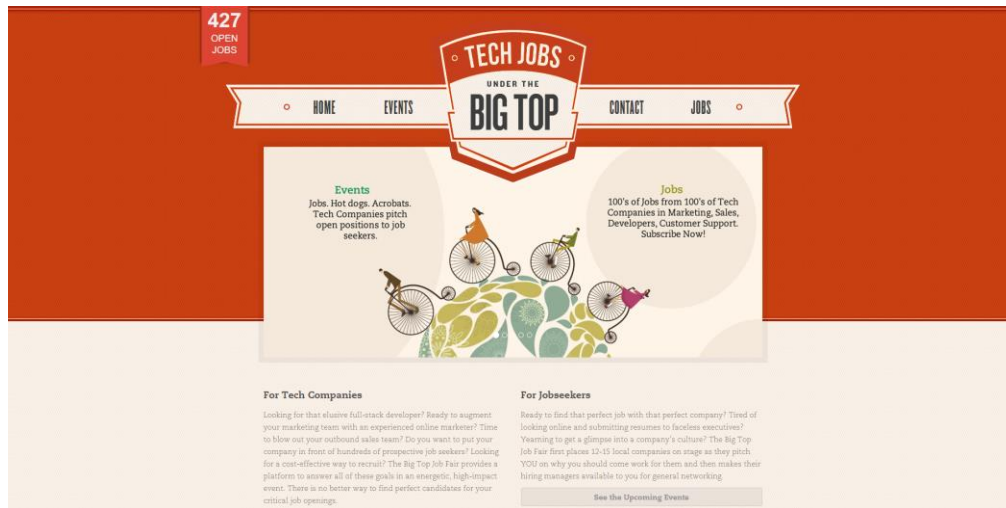 427
OPEN
JOBS
TECH JOBS
UNDER THE
BIG TOP
HOME
EVENTS
CONTACT
JOBS
Events
Jobs. Hot dogs. Acrobats.
Tech Companies pitch
open positions to job
seekers.
Jobs
100's of Jobs from 100's of Tech
Companies in Marketing, Sales,
Developers, Customer Support.
Subscribe Now!
For Tech Companies
Looking for that elusive full-stack developer? Ready to augment
your marketing team with an experienced online marketer? Time
to blow out your outbound sales team? Do you want to put your
company in front of hundreds of prospective job seekers? Looking
for a cost-effective way to recruit? The Big Top Job Fair provides a
platform to answer all of these goals in an energetic, high-impact
event. There is no better way to find perfect candidates for your
critical job openings.
For Jobseekers
Ready to find that perfect job with that perfect company? Tired of
looking online and submitting resumes to faceless executives?
Yearning to get a glimpse into a company's culture? The Big Top
Job Fair first places 12-15 local companies on stage as they pitch
YOU on why you should come work for them and then makes their
hiring managers available to you for general networking.
See the Upcoming Events